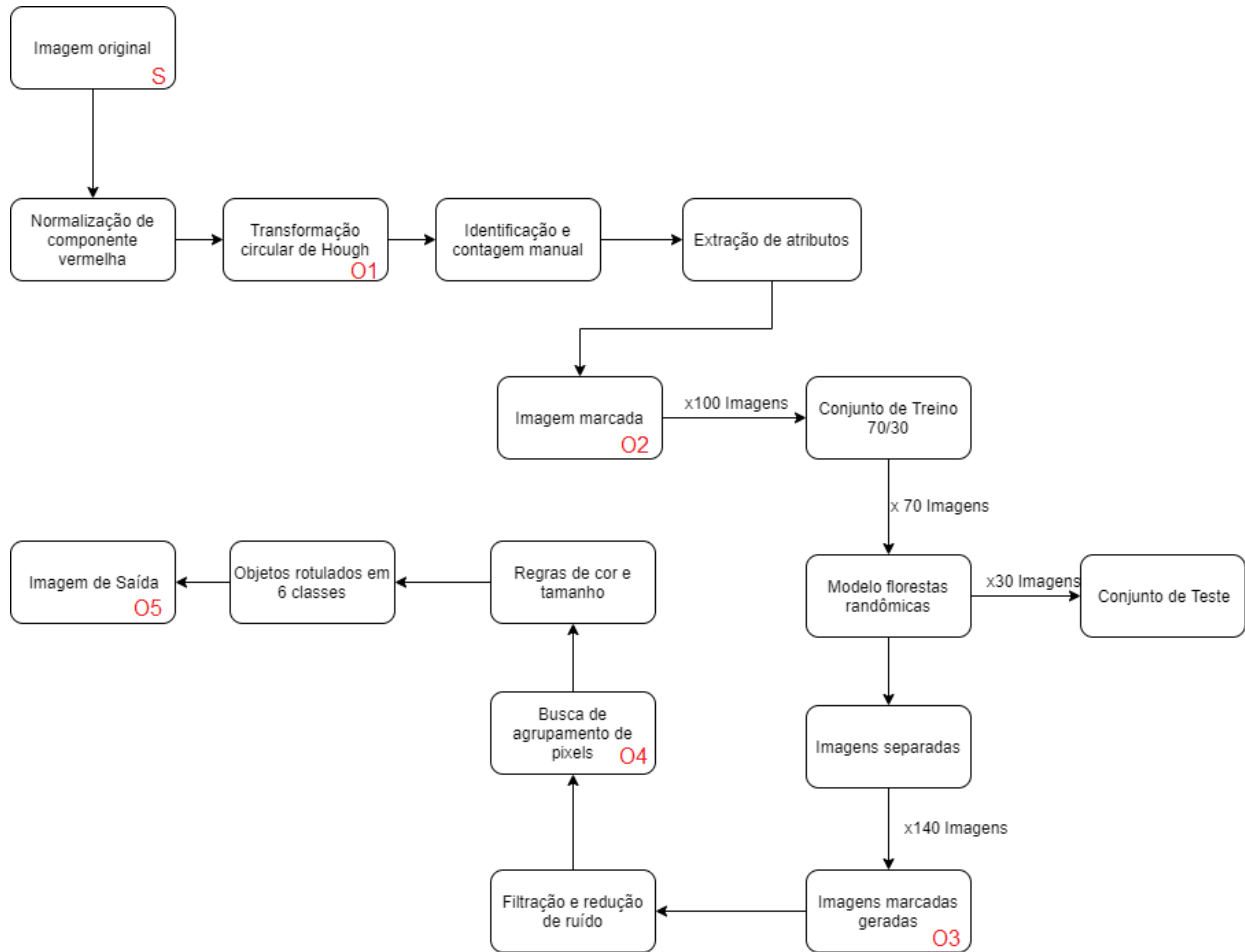 Imagem original
S
Normalização de
componente
vermelha
Transformação
circular de Hough
O1
Identificação e
contagem manual
Extração de atributos
Imagem marcada
O2
x100 Imagens
Conjunto de Treino
70/30
x 70 Imagens
Imagem de Saída
O5
Objetos rotulados em
6 classes
Regras de cor e
tamanho
Modelo florestas
randômicas
x30 Imagens
Conjunto de Teste
Busca de
agrupamento de
pixels
O4
Imagens separadas
x140 Imagens
Filtração e redução
de ruído
Imagens marcadas
geradas
O3